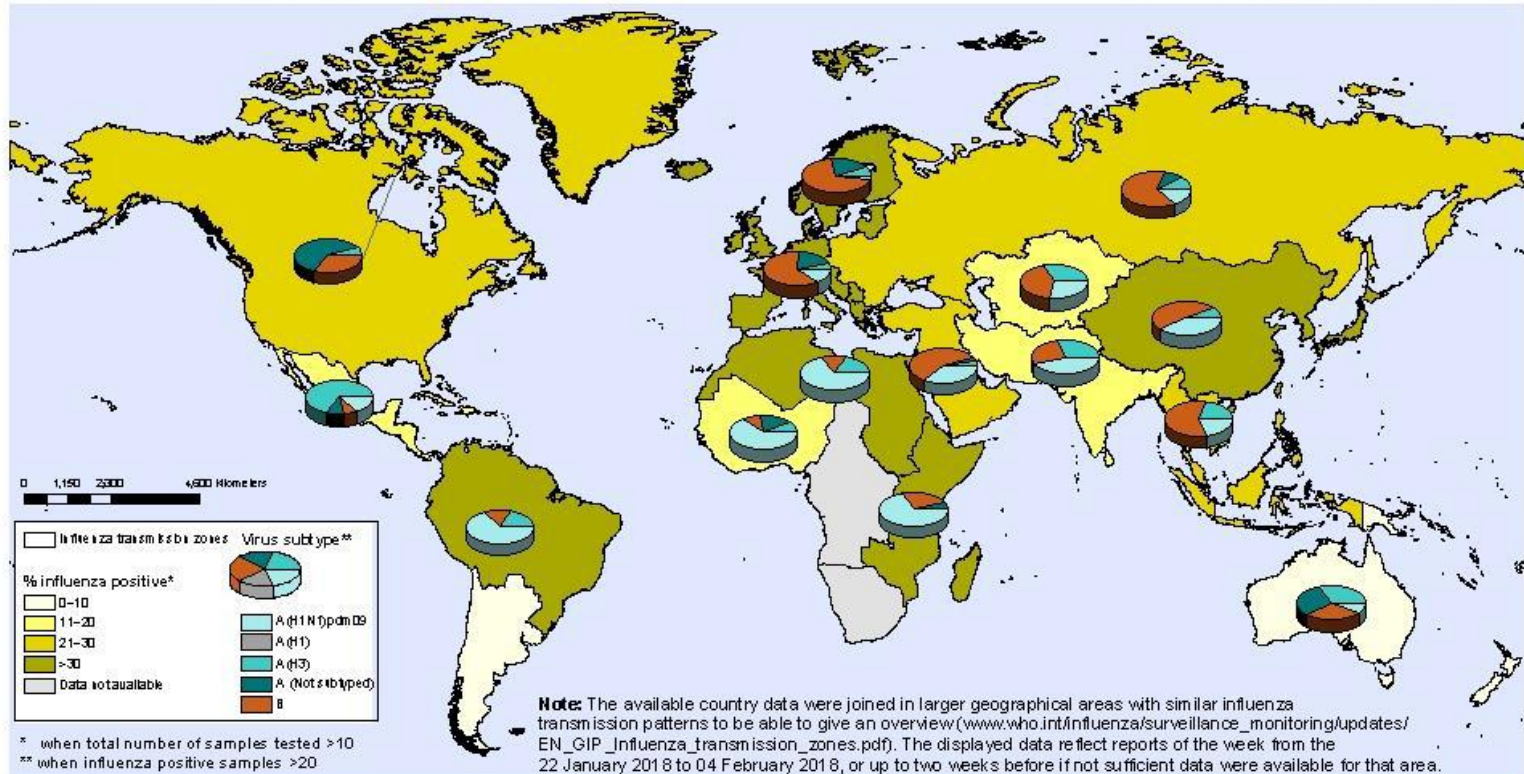 0 1,150 2,300 4,600 Kilometers
Influenza transmission zones
Virus subtype**
% influenza positive*
0–10
11–20
21–30
>30
Data not available
A(H1N1)pdm09
A(H1)
A(H3)
A (Not subtyped)
B
* when total number of samples tested >10
** when influenza positive samples >20
Note: The available country data were joined in larger geographical areas with similar influenza
transmission patterns to be able to give an overview (www.who.int/influenza/surveillance_monitoring/updates/
EN_GIP_Influenza_transmission_zones.pdf). The displayed data reflect reports of the week from the
22 January 2018 to 04 February 2018, or up to two weeks before if not sufficient data were available for that area.